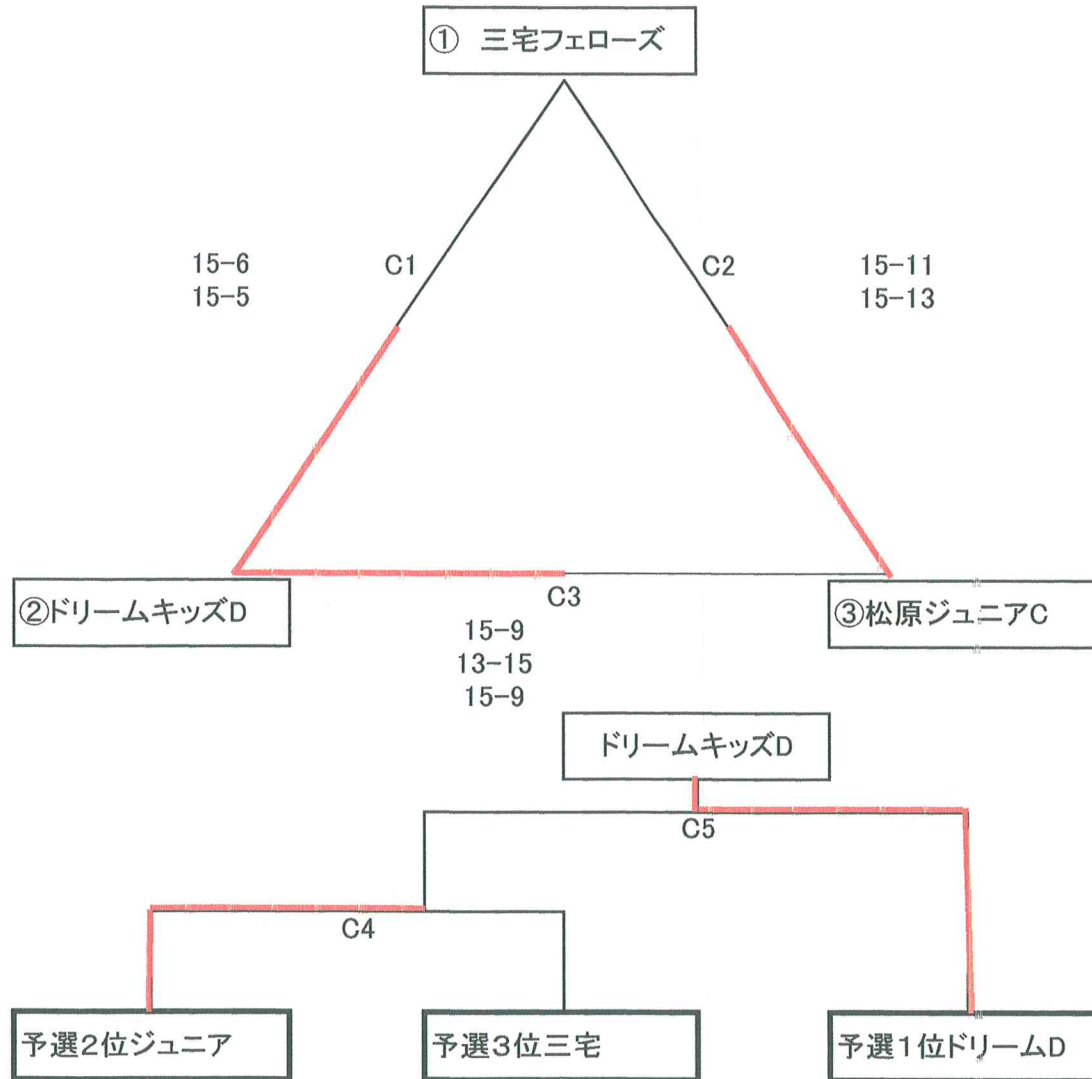 ① 三宅フェローズ
15-6
15-5
C1
C2
15-11
15-13
②ドリームキッズD
C3
③松原ジュニアC
15-9
13-15
15-9
ドリームキッズD
C5
C4
予選2位ジュニア
予選3位三宅
予選1位ドリームD